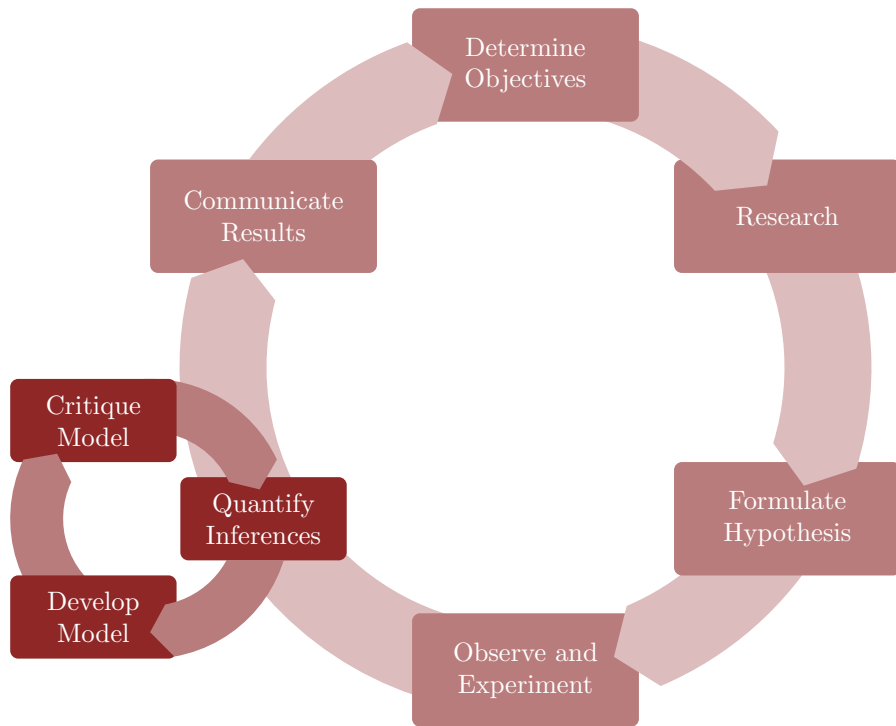 Determine
Objectives
Communicate
Results
Research
Critique
Model
Quantify
Inferences
Formulate
Hypothesis
Develop
Model
Observe and
Experiment